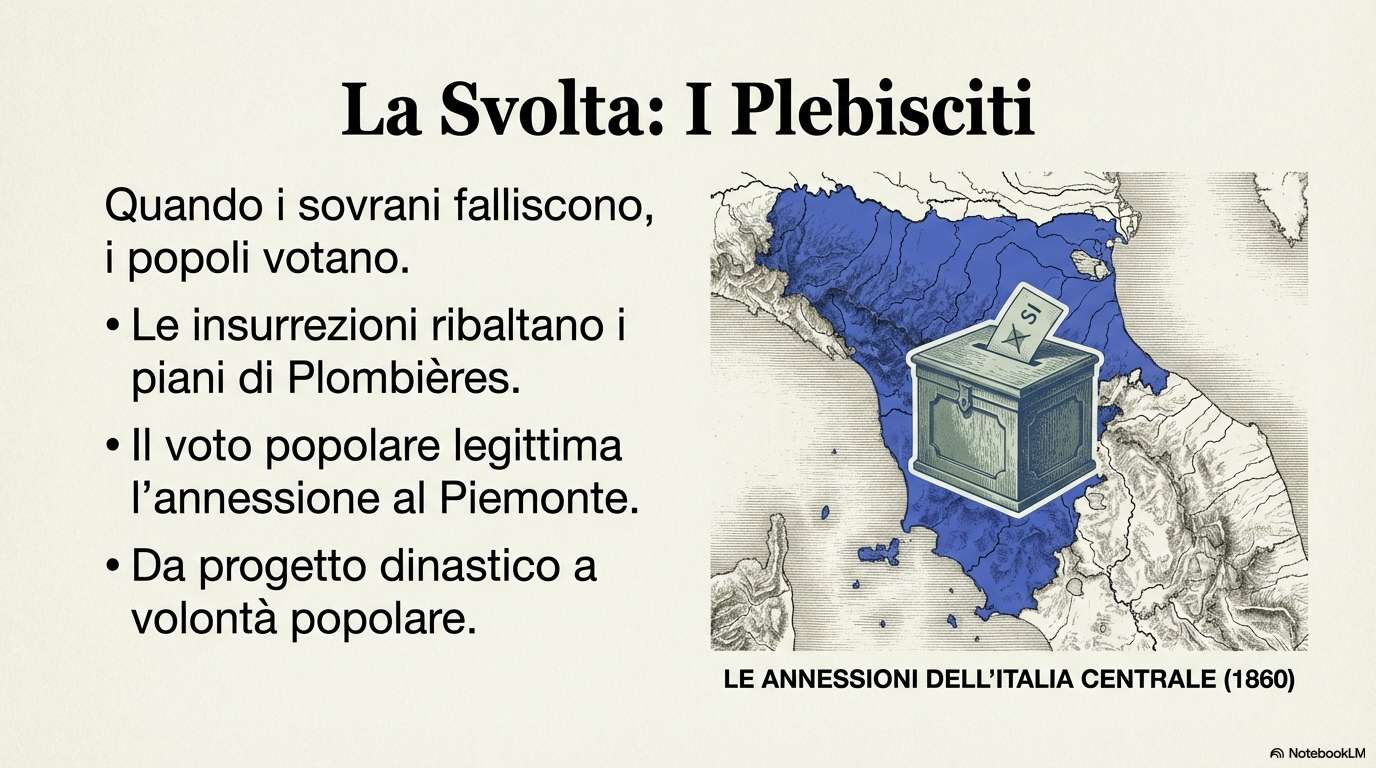 La Svolta: I Plebisciti
Quando i sovrani falliscono,
i popoli votano.
• Le insurrezioni ribaltano i
piani di Plombières.
• Il voto popolare legittima
l’annessione al Piemonte.
• Da progetto dinastico a
volontà popolare.
SI
LE ANNESSIONI DELL’ITALIA CENTRALE (1860)
NotebookLM